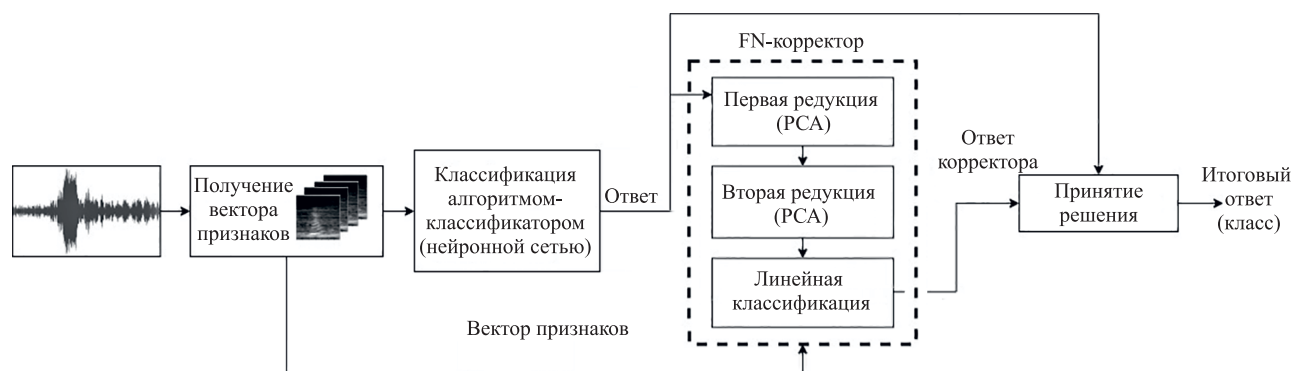 FN-корректор
Первая редукция
(PCA)
Ответ
корректора
Получение
вектора
признаков
Классификация
алгоритмом-
классификатором
(нейронной сетью)
Ответ
Вторая редукция
(PCA)
Принятие
решения
Итоговый
ответ
(класс)
Линейная
классификация
Вектор признаков